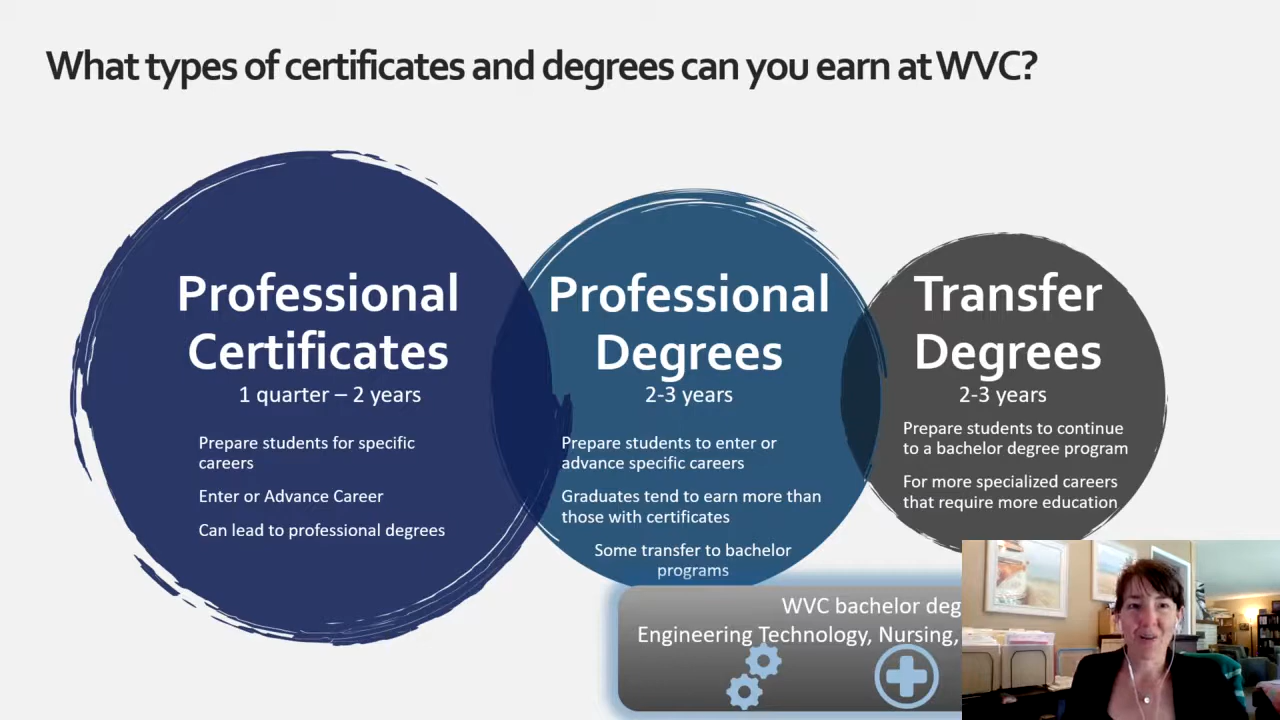 What types of certificates and degrees can you earn at WVC?
Professional
Certificates
1 quarter – 2 years
Prepare students for specific
careers
Enter or Advance Career
Can lead to professional degrees
Professional
Degrees
2-3 years
Prepare students to enter or
advance specific careers
Graduates tend to earn more than
those with certificates
Some transfer to bachelor
programs
Transfer
Degrees
2-3 years
Prepare students to continue
to a bachelor degree program
For more specialized careers
that require more education
WVC bachelor deg
Engineering Technology, Nursing,